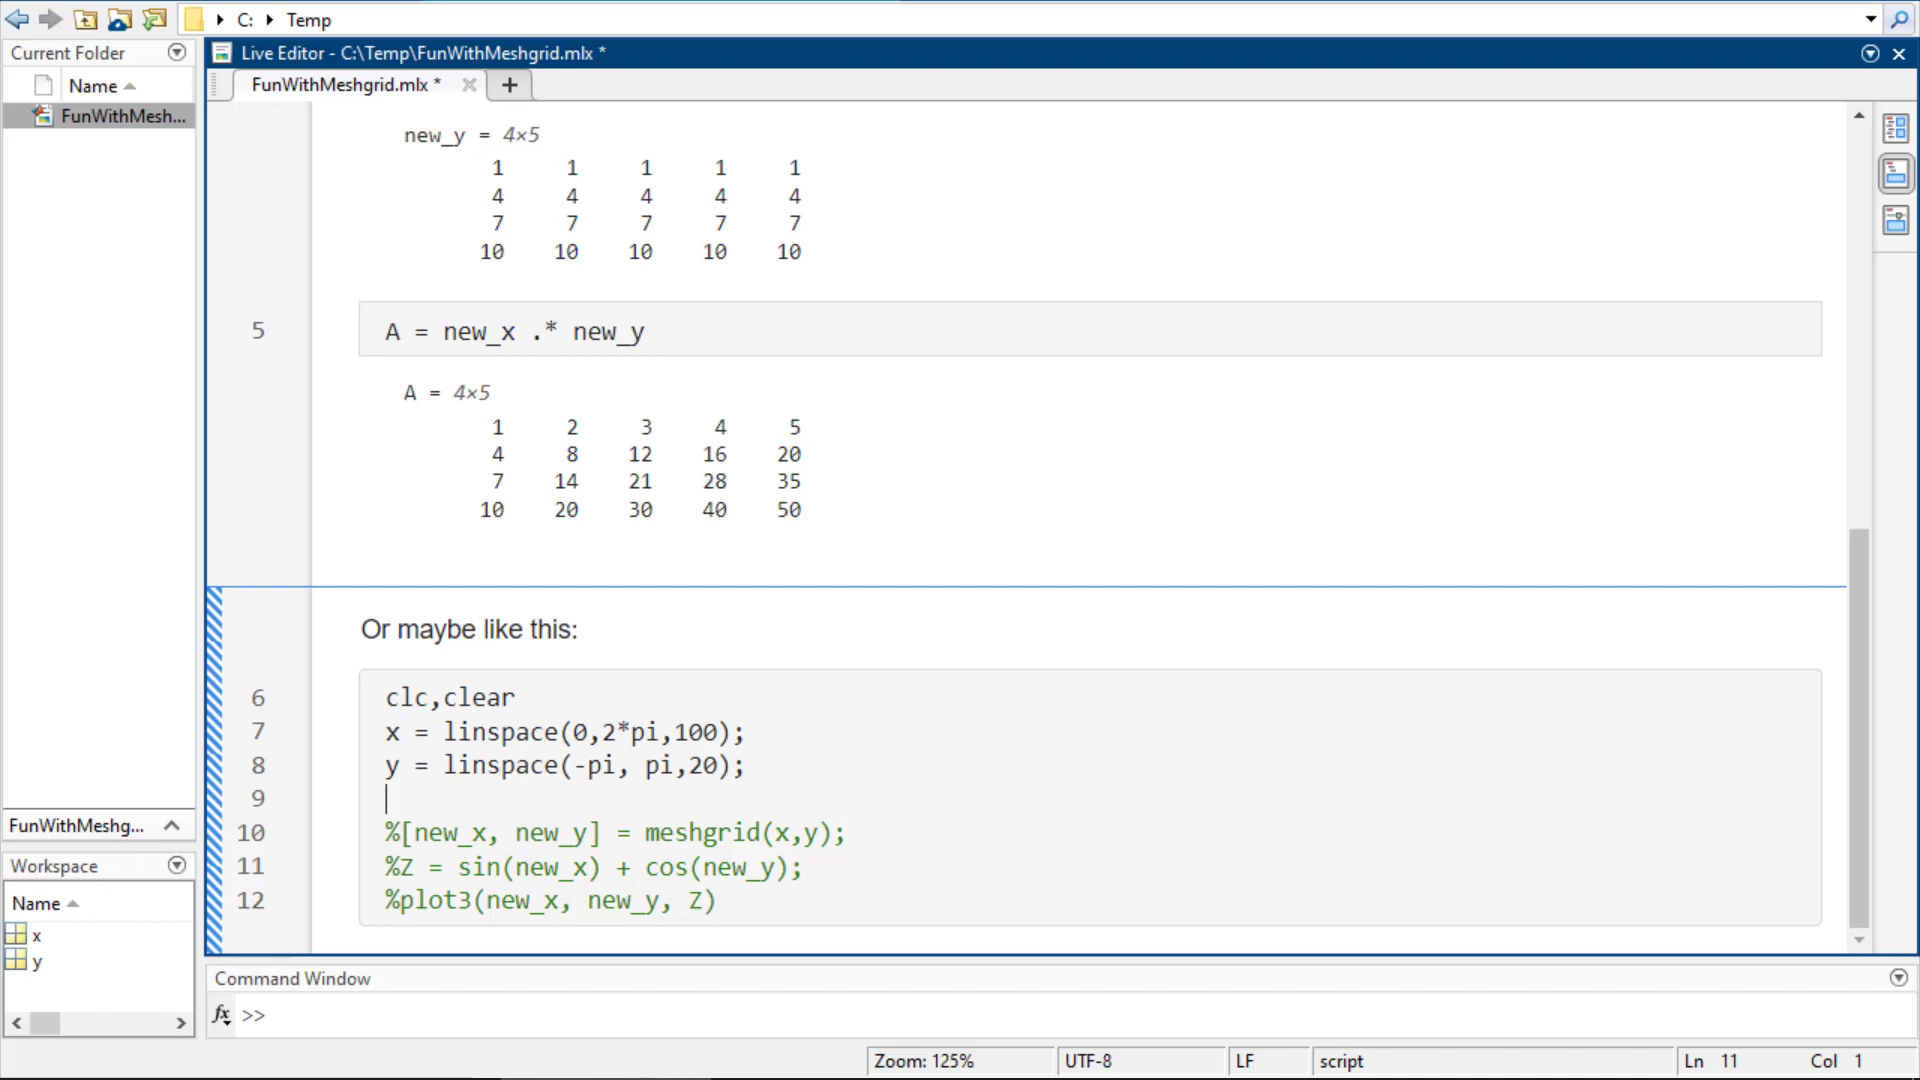 C: Temp
Current Folder
Live Editor - C:\Temp\FunWithMeshgrid.mlx *
Name
FunWithMeshgrid.mlx *
FunWithMesh...
new_y = 4×5
1 1 1 1 1
4 4 4 4 4
7 7 7 7 7
10 10 10 10 10
5 A = new_x .* new_y
A = 4×5
1 2 3 4 5
4 8 12 16 20
7 14 21 28 35
10 20 30 40 50
Or maybe like this:
6 clc,clear
7 x = linspace(0,2*pi,100);
8 y = linspace(-pi, pi,20);
9
10 %[new_x, new_y] = meshgrid(x,y);
11 %Z = sin(new_x) + cos(new_y);
12 %plot3(new_x, new_y, Z)
FunWithMeshg...
Workspace
Name
x
y
Command Window
fx >>
Zoom: 125% UTF-8 LF script Ln 11 Col 1